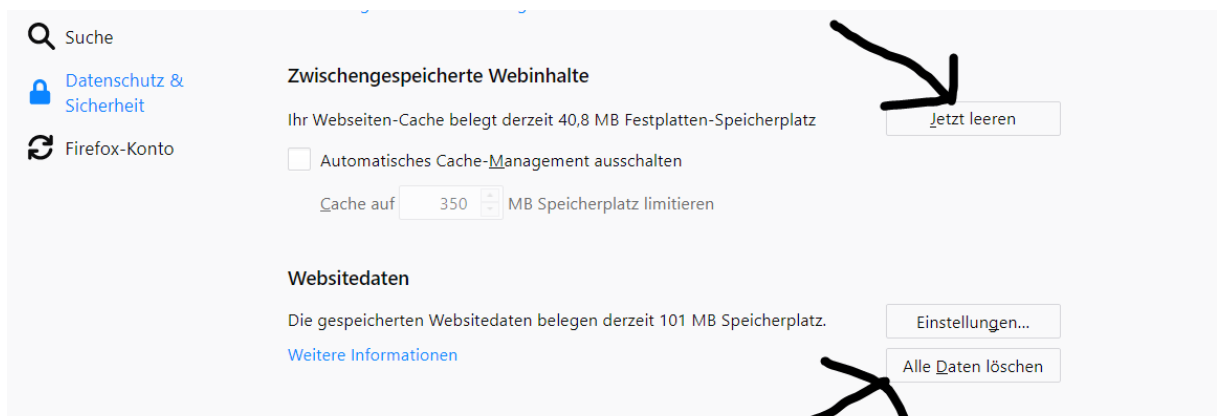 Suche
Datenschutz &
Sicherheit
Firefox-Konto
Zwischengespeicherte Webinhalte
Ihr Webseiten-Cache belegt derzeit 40,8 MB Festplatten-Speicherplatz
Jetzt leeren
Automatisches Cache-Management ausschalten
Cache auf 350 MB Speicherplatz limitieren
Websitedaten
Die gespeicherten Websitedaten belegen derzeit 101 MB Speicherplatz.
Einstellungen...
Weitere Informationen
Alle Daten löschen